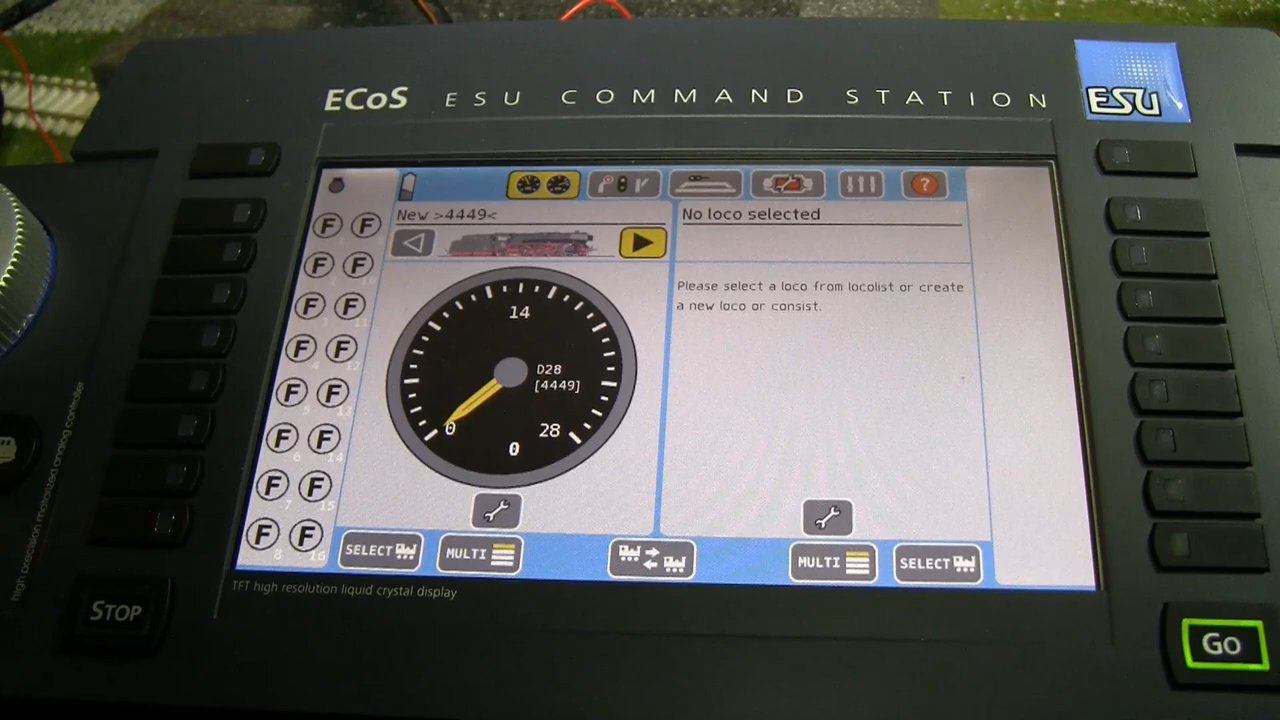 ECoS ESU COMMAND STATION
ESU
New >4449<
No loco selected
?
Please select a loco from locolist or create
a new loco or consist.
14
D28
[4449]
0
28
0
F F
F F
F F
F F
F F
F F
F F
F F
SELECT
MULTI
MULTI
SELECT
TFT high resolution liquid crystal display
high precision motorised analog controller
STOP
GO